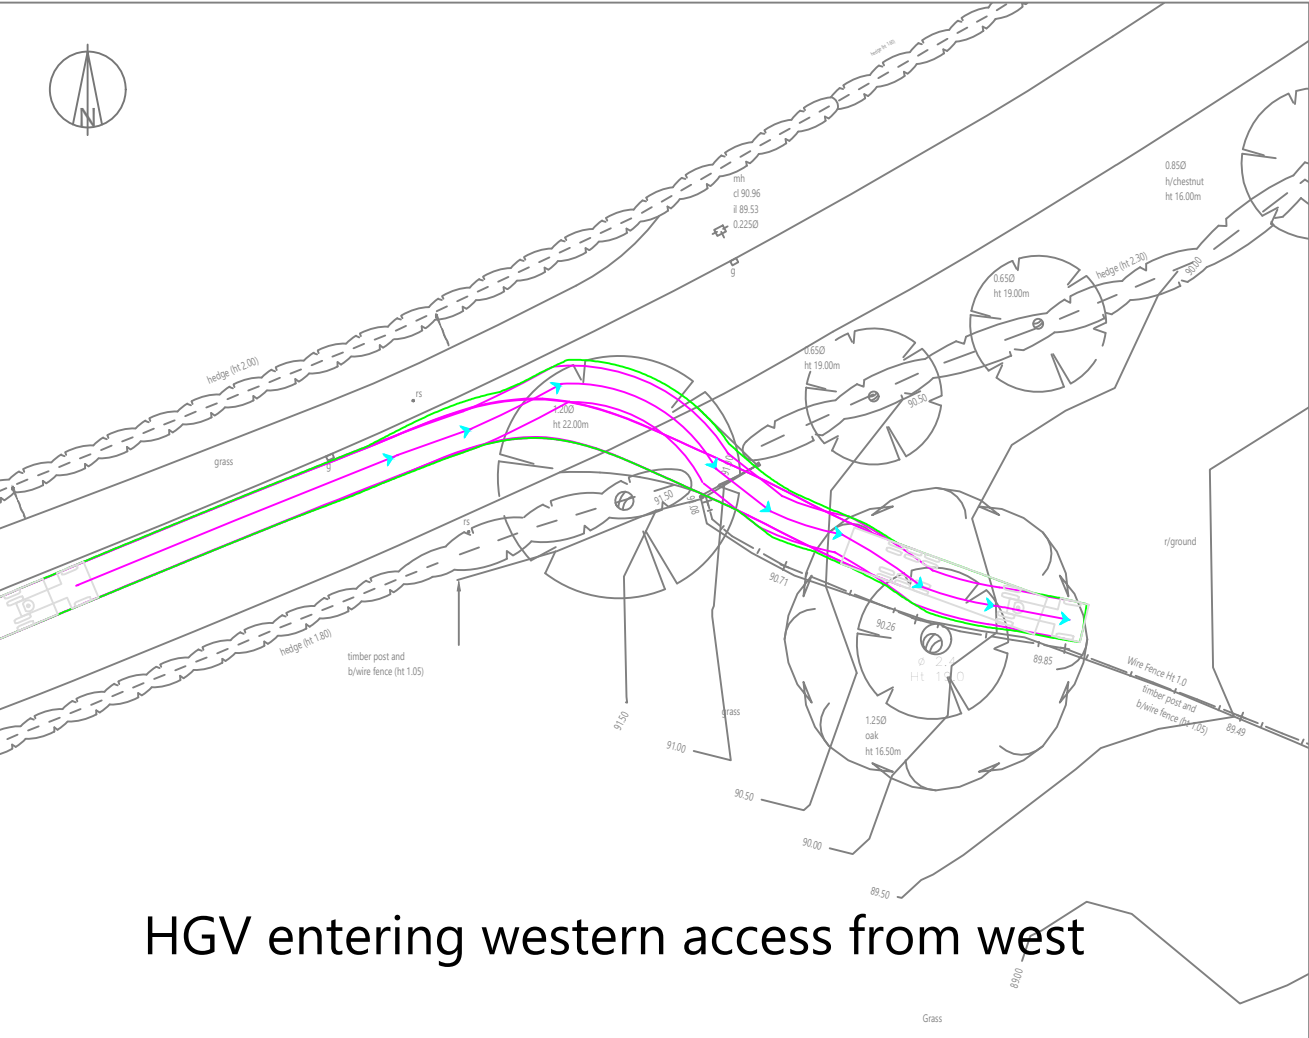 hedge (ht 1.60)
N
mh
cl 90.96
il 89.53
0.225Ø
g
0.85Ø
h/chestnut
ht 16.00m
hedge (ht 2.30)
90.00
0.65Ø
ht 19.00m
0.65Ø
ht 19.00m
90.50
hedge (ht 2.00)
rs
1.20Ø
ht 22.00m
grass
g
91.50
rs
r/ground
90.71
90.26
hedge (ht 1.80)
timber post and
b/wire fence (ht 1.05)
89.85
Wire Fence Ht 1.0
timber post and
b/wire fence (ht 1.05)
89.49
91.50
grass
91.00
1.25Ø
oak
ht 16.50m
90.50
90.00
89.50
HGV entering western access from west
89.00
Grass